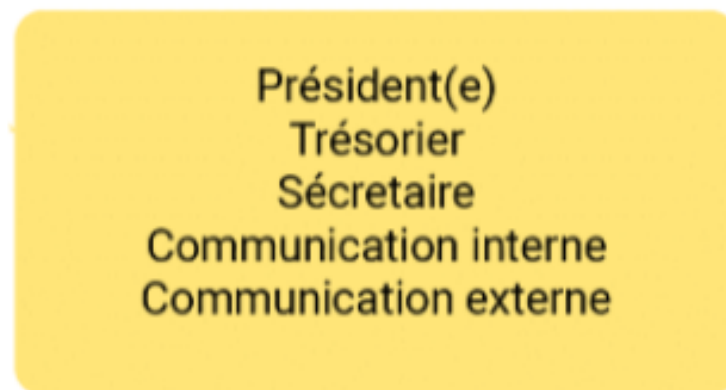 Président(e)
Trésorier
Sécretaire
Communication interne
Communication externe